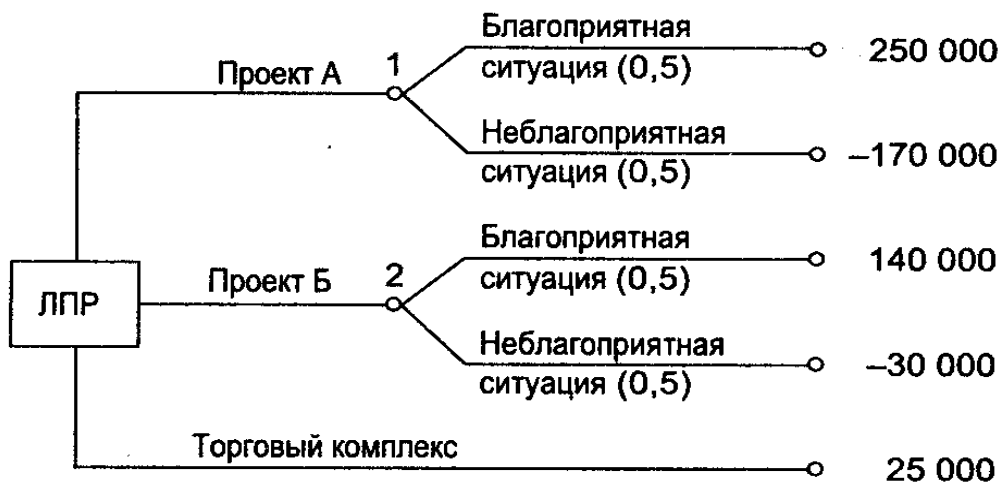 Благоприятная
250 000
Проект А
1
ситуация (0,5)
Неблагоприятная
–170 000
ситуация (0,5)
Благоприятная
140 000
Проект Б
2
ситуация (0,5)
ЛПР
Неблагоприятная
–30 000
ситуация (0,5)
Торговый комплекс
25 000